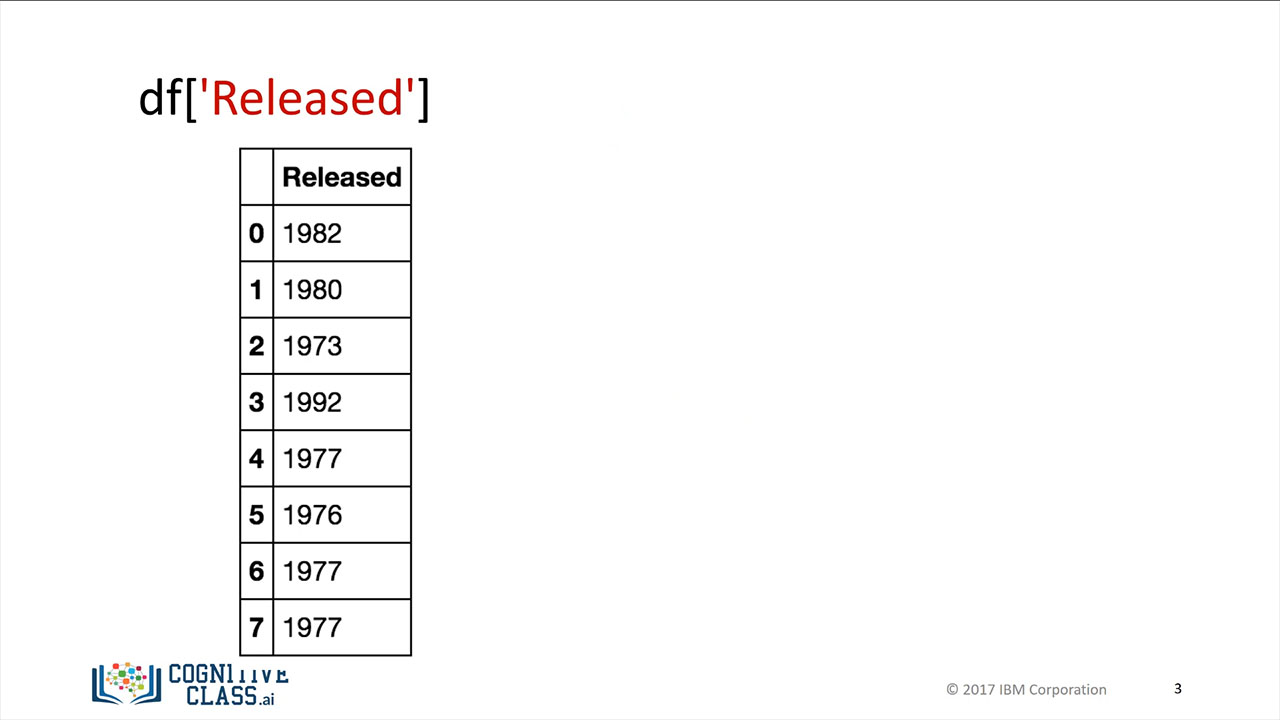 df['Released']
Released
0 1982
1 1980
2 1973
3 1992
4 1977
5 1976
6 1977
7 1977
COGNITIVE
CLASS.ai
© 2017 IBM Corporation 3